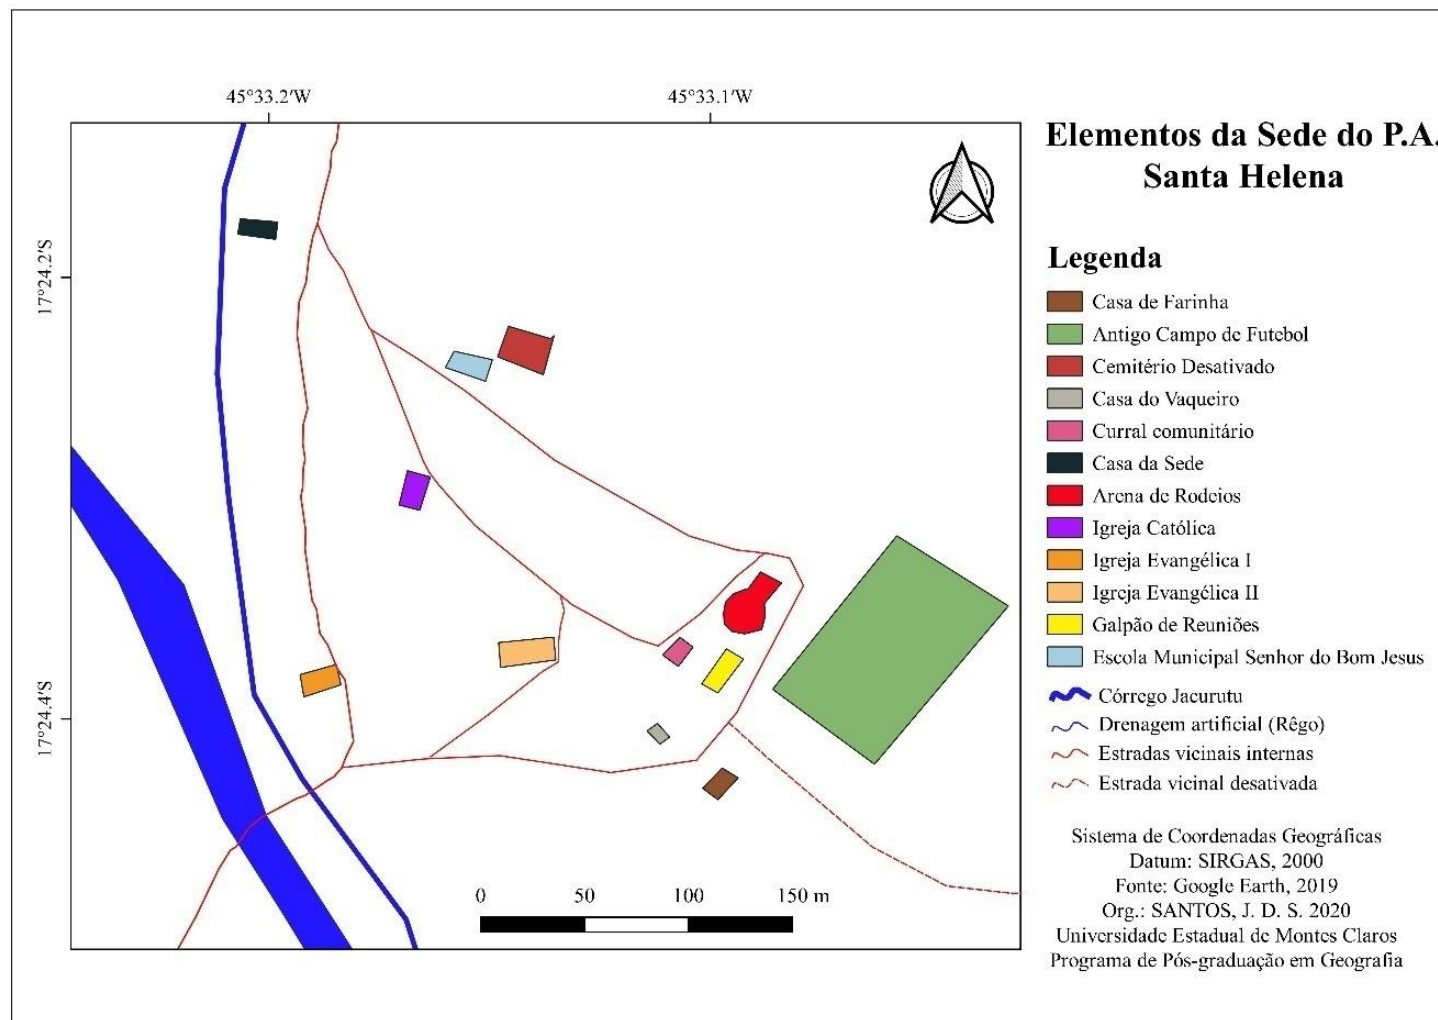 45°33.2'W
45°33.1'W
17°24.2'S
17°24.4'S
Elementos da Sede do P.A.
Santa Helena
Legenda
Casa de Farinha
Antigo Campo de Futebol
Cemitério Desativado
Casa do Vaqueiro
Curral comunitário
Casa da Sede
Arena de Rodeios
Igreja Católica
Igreja Evangélica I
Igreja Evangélica II
Galpão de Reuniões
Escola Municipal Senhor do Bom Jesus
Córrego Jacurutu
Drenagem artificial (Rêgo)
Estradas vicinais internas
Estrada vicinal desativada
0 50 100 150 m
Sistema de Coordenadas Geográficas
Datum: SIRGAS, 2000
Fonte: Google Earth, 2019
Org.: SANTOS, J. D. S. 2020
Universidade Estadual de Montes Claros
Programa de Pós-graduação em Geografia